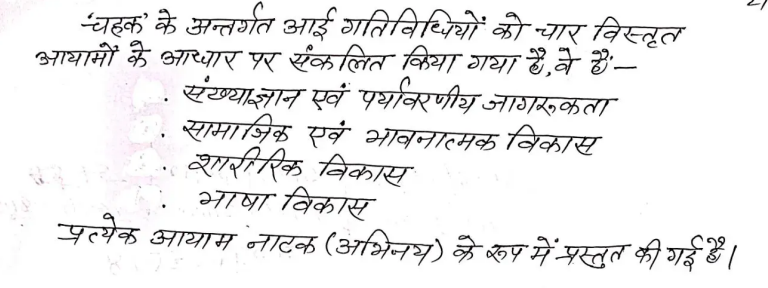 'चहक' के अन्तर्गत आई गतिविधियों को चार विस्तृत
आयामों के आधार पर संकलित किया गया है, वे हैं—
. संख्याज्ञान एवं पर्यावरणीय जागरूकता
. सामाजिक एवं भावनात्मक विकास
. शारीरिक विकास
. भाषा विकास
प्रत्येक आयाम नाटक (अभिनय) के रूप में प्रस्तुत की गई है।